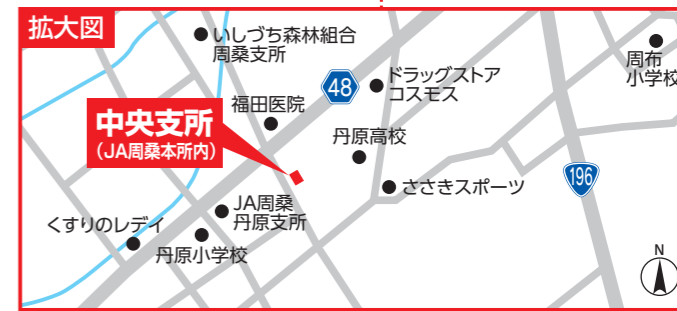 拡大図
いしづち森林組合
周桑支所
周布
小学校
ドラッグストア
コスモス
48
福田医院
中央支所
(JA周桑本所内)
丹原高校
196
ささきスポーツ
JA周桑
丹原支所
くすりのレデイ
丹原小学校
N